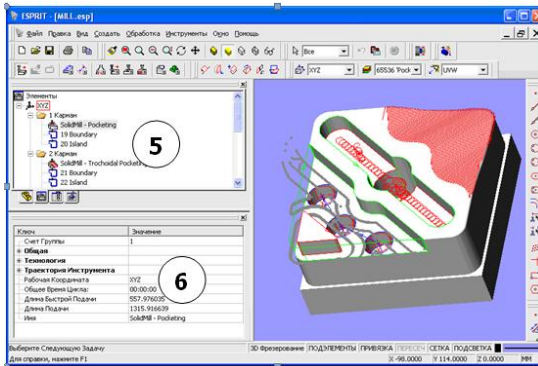 ESPRIT - [MILL.esp]
Файл Правка Вид Создать Обработка Инструменты Окно Помощь
Все
XYZ
65536 'Pock
UVW
Элементы
XYZ
1 Карман
SolidMill - Pocketing
19 Boundary
20 Island
2 Карман
SolidMill - Trochoidal Pocketing
21 Boundary
22 Island
5
Ключ Значение
Счет Группы 1
Общая
Технология
Траектория Инструмента
Рабочая Координата XYZ
Общее Время Цикла: 00:00:00
Длина Быстрой Подачи 557.976035
Длина Подачи 1315.916639
Имя SolidMill - Pocketing
6
Выберите Следующую Задачу
3D Фрезерование ПОДЭЛЕМЕНТЫ ПРИВЯЗКА ПЕРЕСЕЧ СЕТКА ПОДСВЕТКА
Для справки, нажмите F1
X -98.0000 Y 114.0000 Z 0.0000 MM